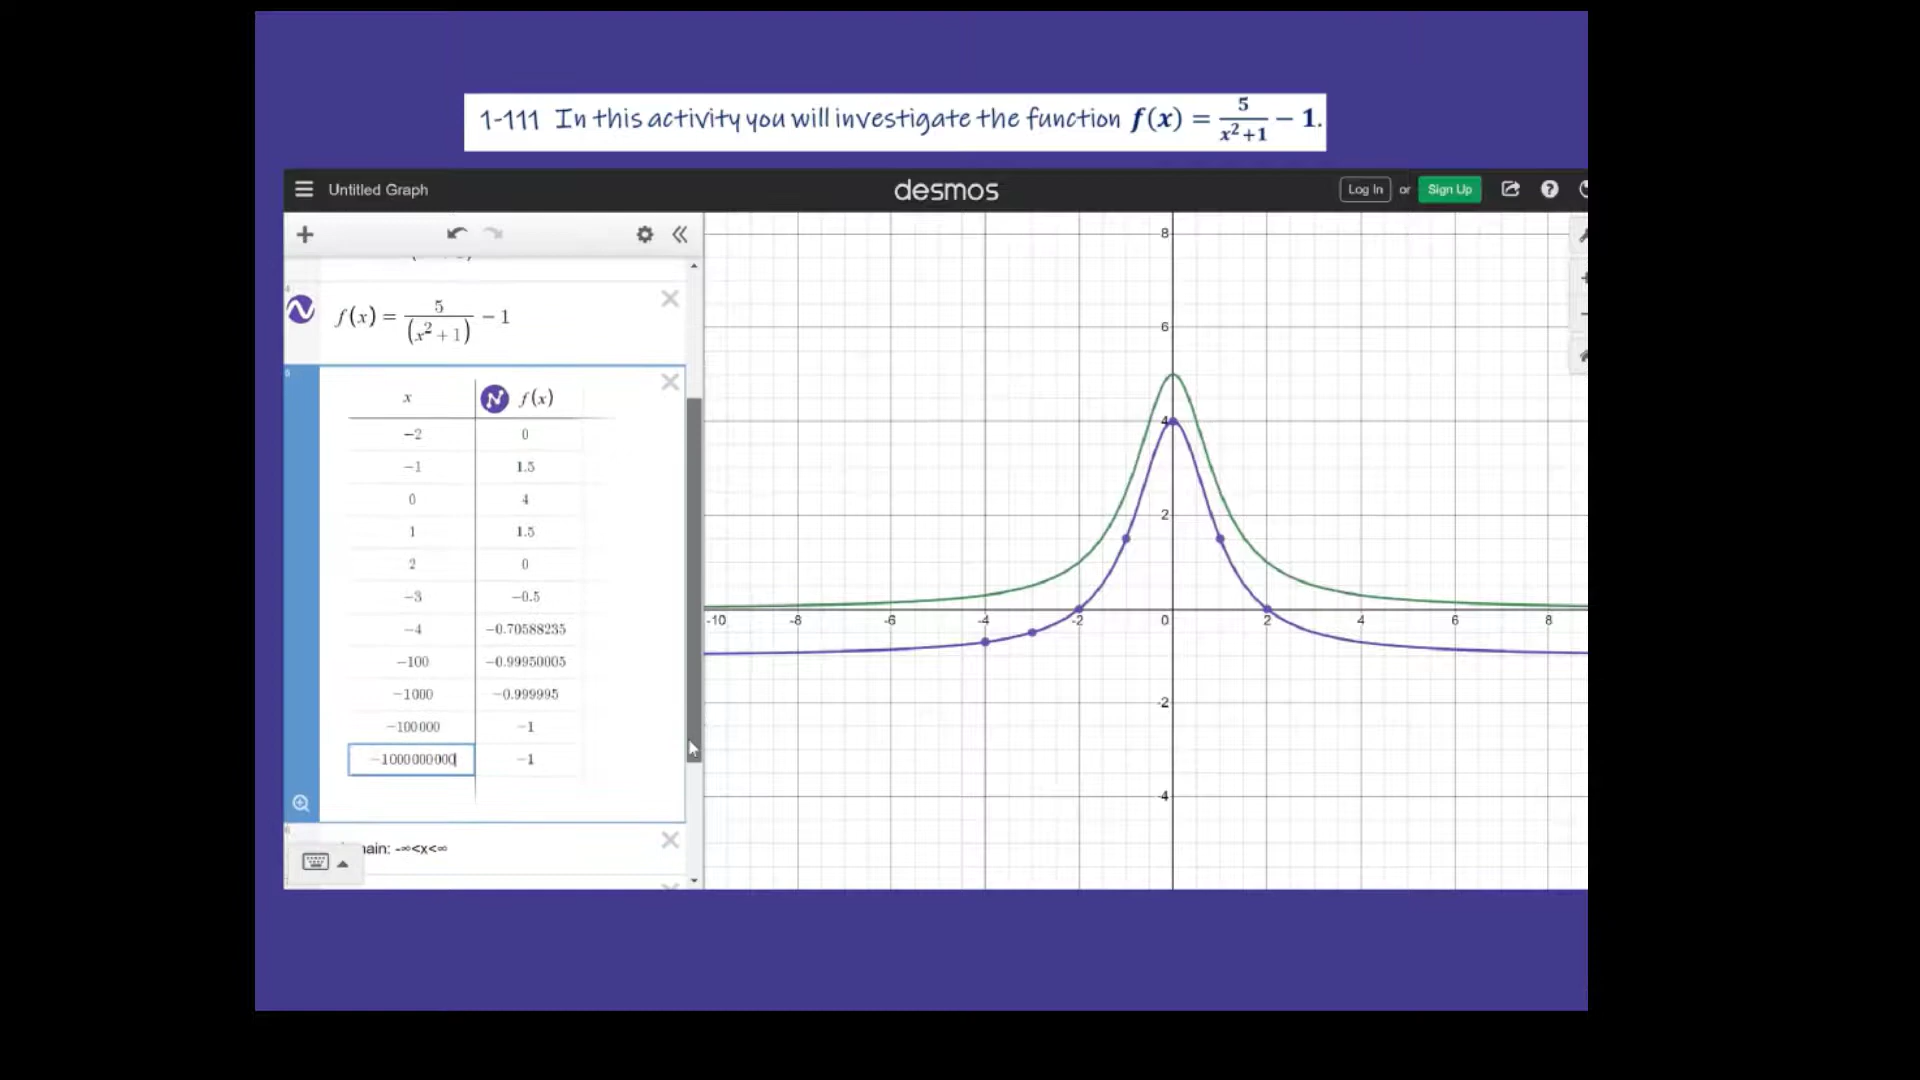 1-111 In this activity you will investigate the function f(x) = 5/(x²+1) − 1.
Untitled Graph
desmos
Log In or Sign Up
4
f(x) = 5/(x² + 1) − 1
5
x f(x)
−2 0
−1 1.5
0 4
1 1.5
2 0
−3 −0.5
−4 −0.70588235
−100 −0.99950005
−1000 −0.999995
−100000 −1
−1000000000 −1
6
ain: -∞<x<∞
8
6
4
2
-10 -8 -6 -4 -2 0 2 4 6 8
-2
-4